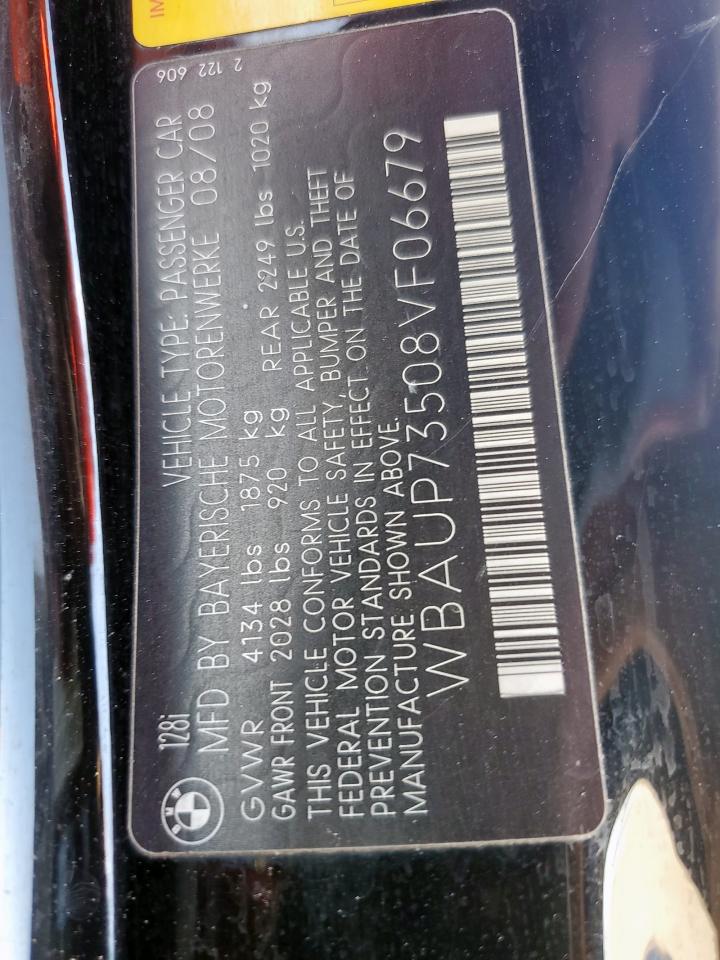 IM
2 122 606
128i VEHICLE TYPE: PASSENGER CAR
MFD BY BAYERISCHE MOTORENWERKE 08/08
GVWR 4134 lbs 1875 kg
GAWR FRONT 2028 lbs 920 kg REAR 2249 lbs 1020 kg
THIS VEHICLE CONFORMS TO ALL APPLICABLE U.S.
FEDERAL MOTOR VEHICLE SAFETY, BUMPER AND THEFT
PREVENTION STANDARDS IN EFFECT ON THE DATE OF
MANUFACTURE SHOWN ABOVE.
WBAUP73508VF06679